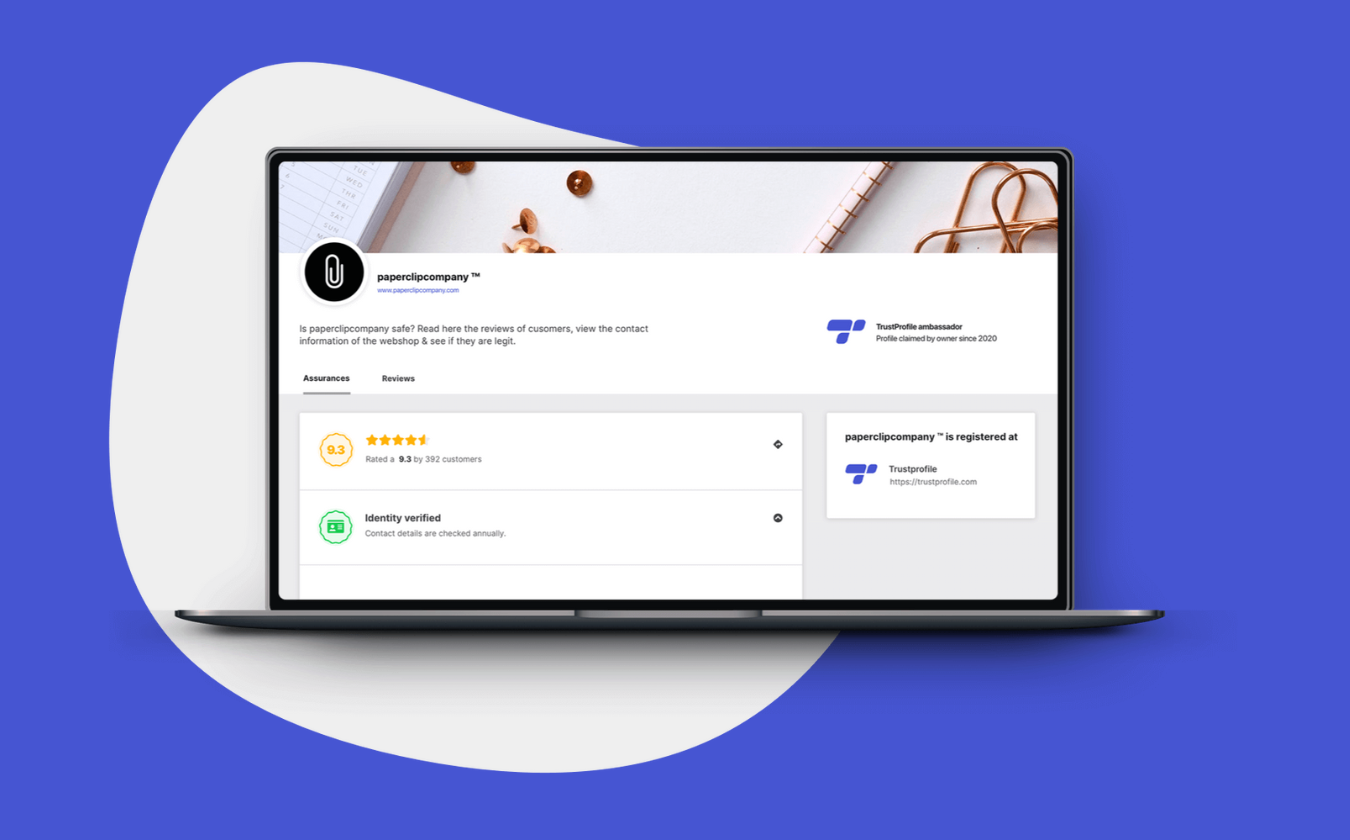 TUE
WED
THR
FRI
SAT
SUN
6
7
paperclipcompany ™
www.paperclipcompany.com
Is paperclipcompany safe? Read here the reviews of cusomers, view the contact
information of the webshop & see if they are legit.
TrustProfile ambassador
Profile claimed by owner since 2020
Assurances
Reviews
9.3
Rated a 9.3 by 392 customers
Identity verified
Contact details are checked annually.
paperclipcompany ™ is registered at
Trustprofile
https://trustprofile.com